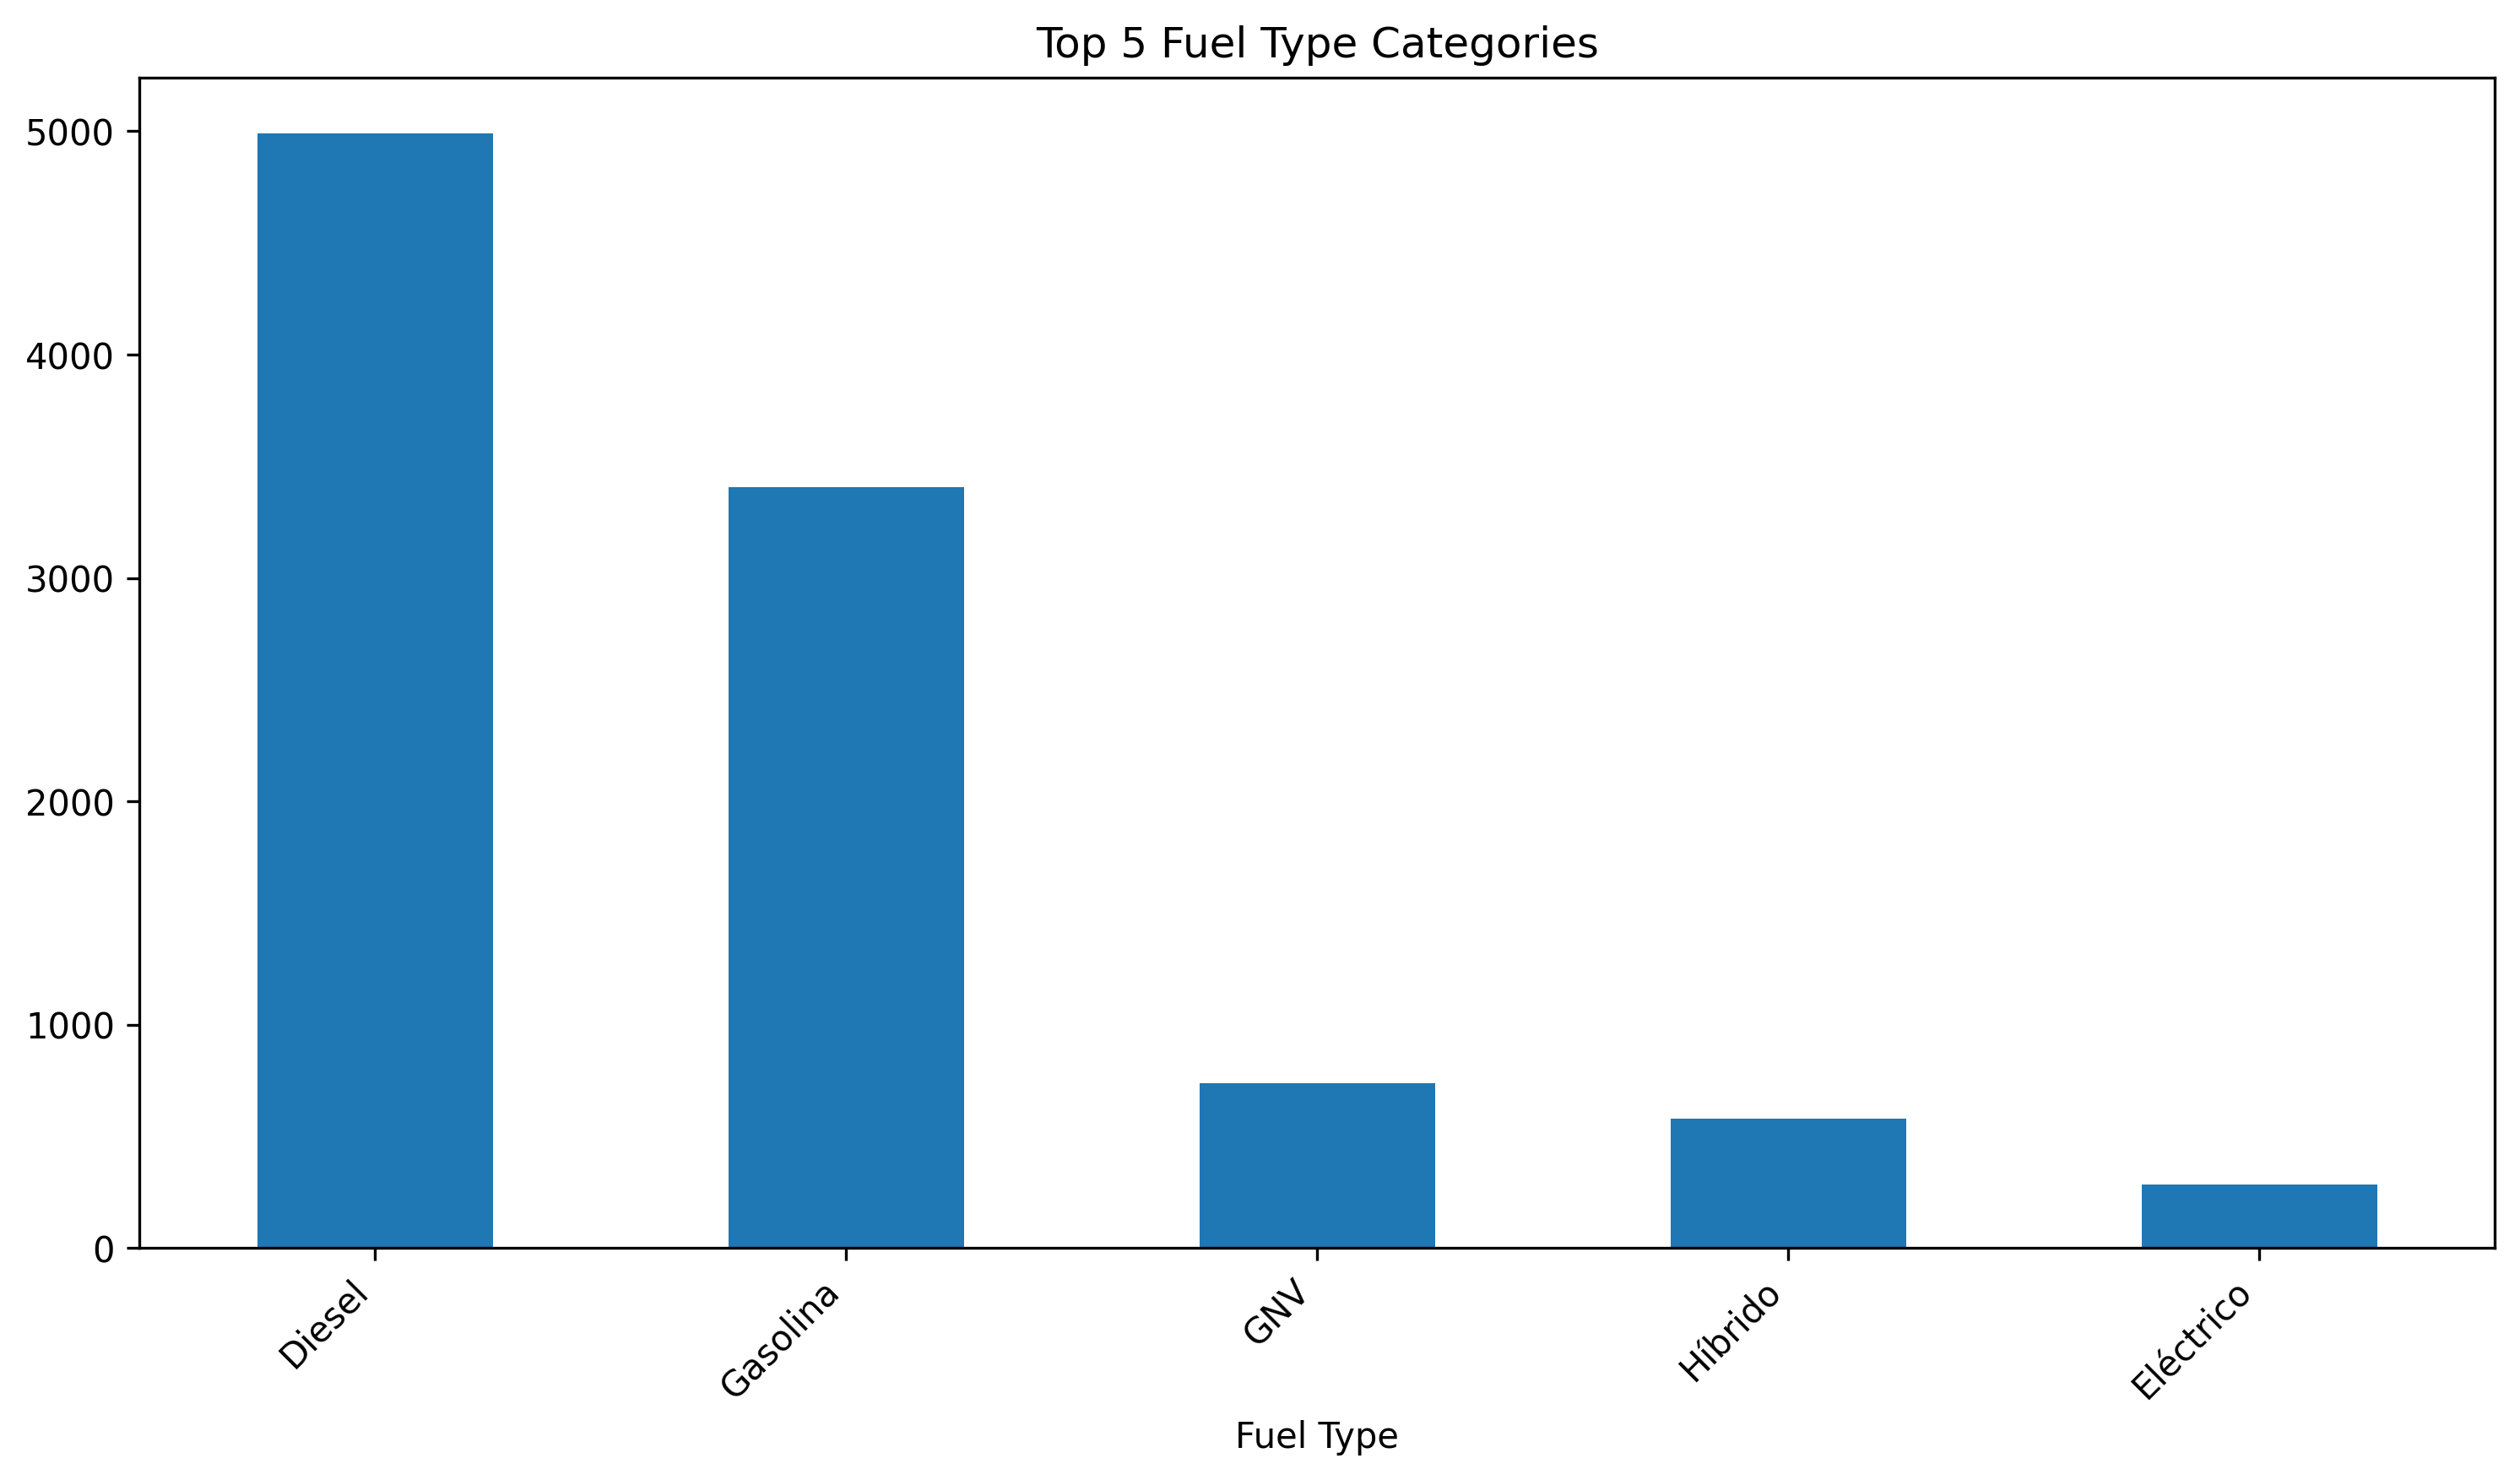 Top 5 Fuel Type Categories
5000
4000
3000
2000
1000
0
Diesel
Gasolina
GNV
Híbrido
Eléctrico
Fuel Type